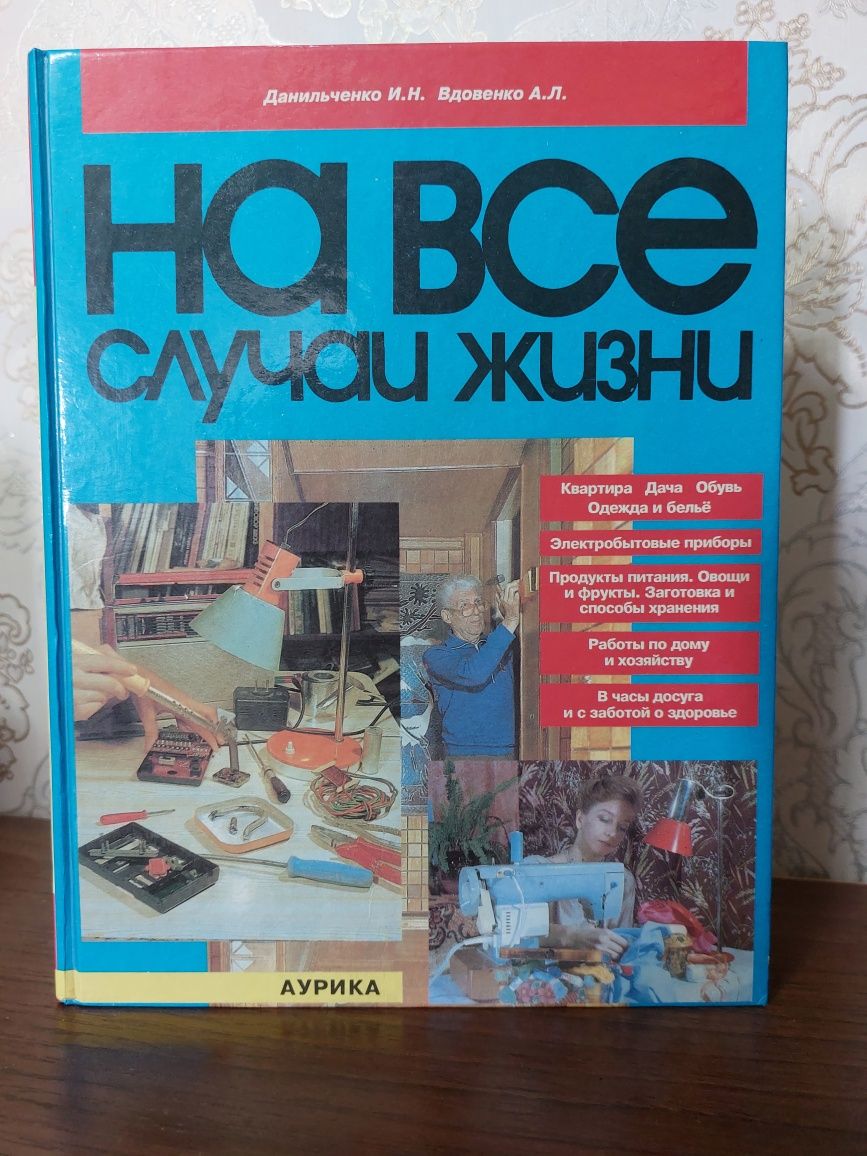 Данильченко И.Н. Вдовенко А.Л.
На все
случаи жизни
Квартира Дача Обувь
Одежда и бельё
Электробытовые приборы
Продукты питания. Овощи
и фрукты. Заготовка и
способы хранения
Работы по дому
и хозяйству
В часы досуга
и с заботой о здоровье
АУРИКА